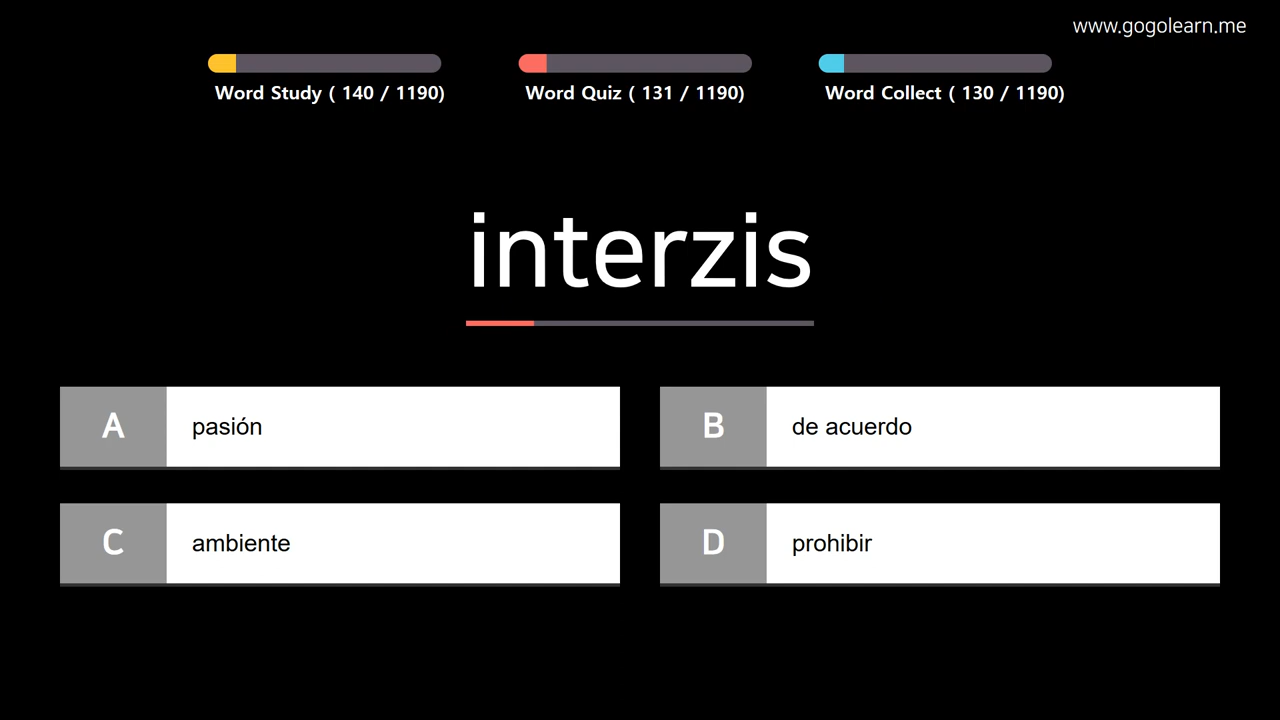 www.gogolearn.me
Word Study ( 140 / 1190)
Word Quiz ( 131 / 1190)
Word Collect ( 130 / 1190)
interzis
A pasión
B de acuerdo
C ambiente
D prohibir